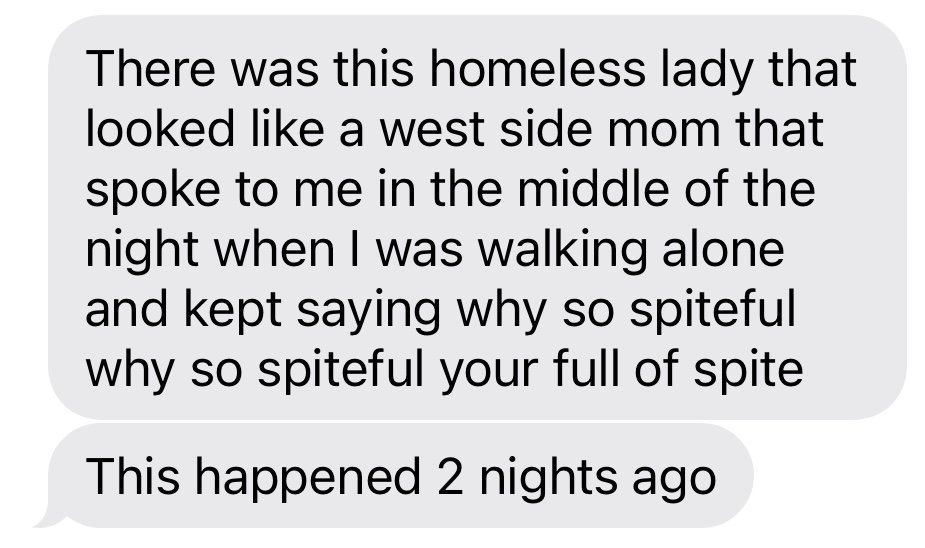 There was this homeless lady that
looked like a west side mom that
spoke to me in the middle of the
night when I was walking alone
and kept saying why so spiteful
why so spiteful your full of spite
This happened 2 nights ago